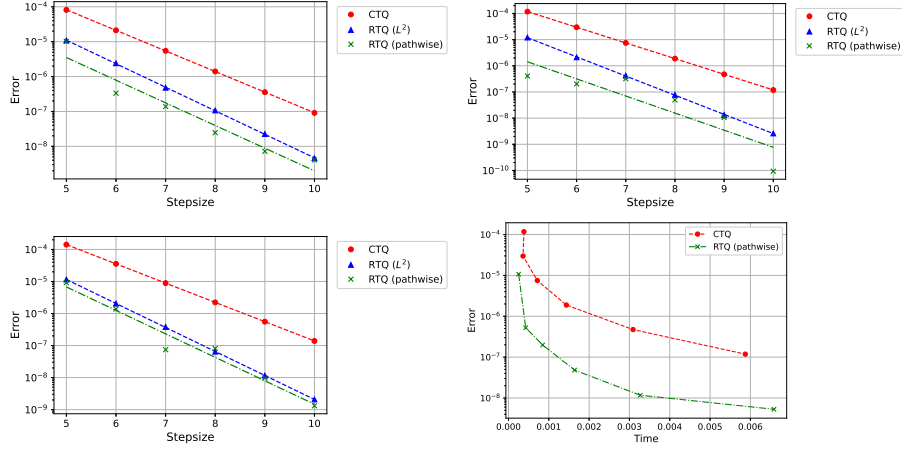 10⁻⁴
10⁻⁵
10⁻⁶
10⁻⁷
10⁻⁸
Error
5 6 7 8 9 10
Stepsize
CTQ
RTQ (L²)
RTQ (pathwise)
10⁻⁴
10⁻⁵
10⁻⁶
10⁻⁷
10⁻⁸
10⁻⁹
10⁻¹⁰
Error
5 6 7 8 9 10
Stepsize
CTQ
RTQ (L²)
RTQ (pathwise)
10⁻⁴
10⁻⁵
10⁻⁶
10⁻⁷
10⁻⁸
10⁻⁹
Error
5 6 7 8 9 10
Stepsize
CTQ
RTQ (L²)
RTQ (pathwise)
10⁻⁴
10⁻⁵
10⁻⁶
10⁻⁷
10⁻⁸
Error
0.000 0.001 0.002 0.003 0.004 0.005 0.006
Time
CTQ
RTQ (pathwise)